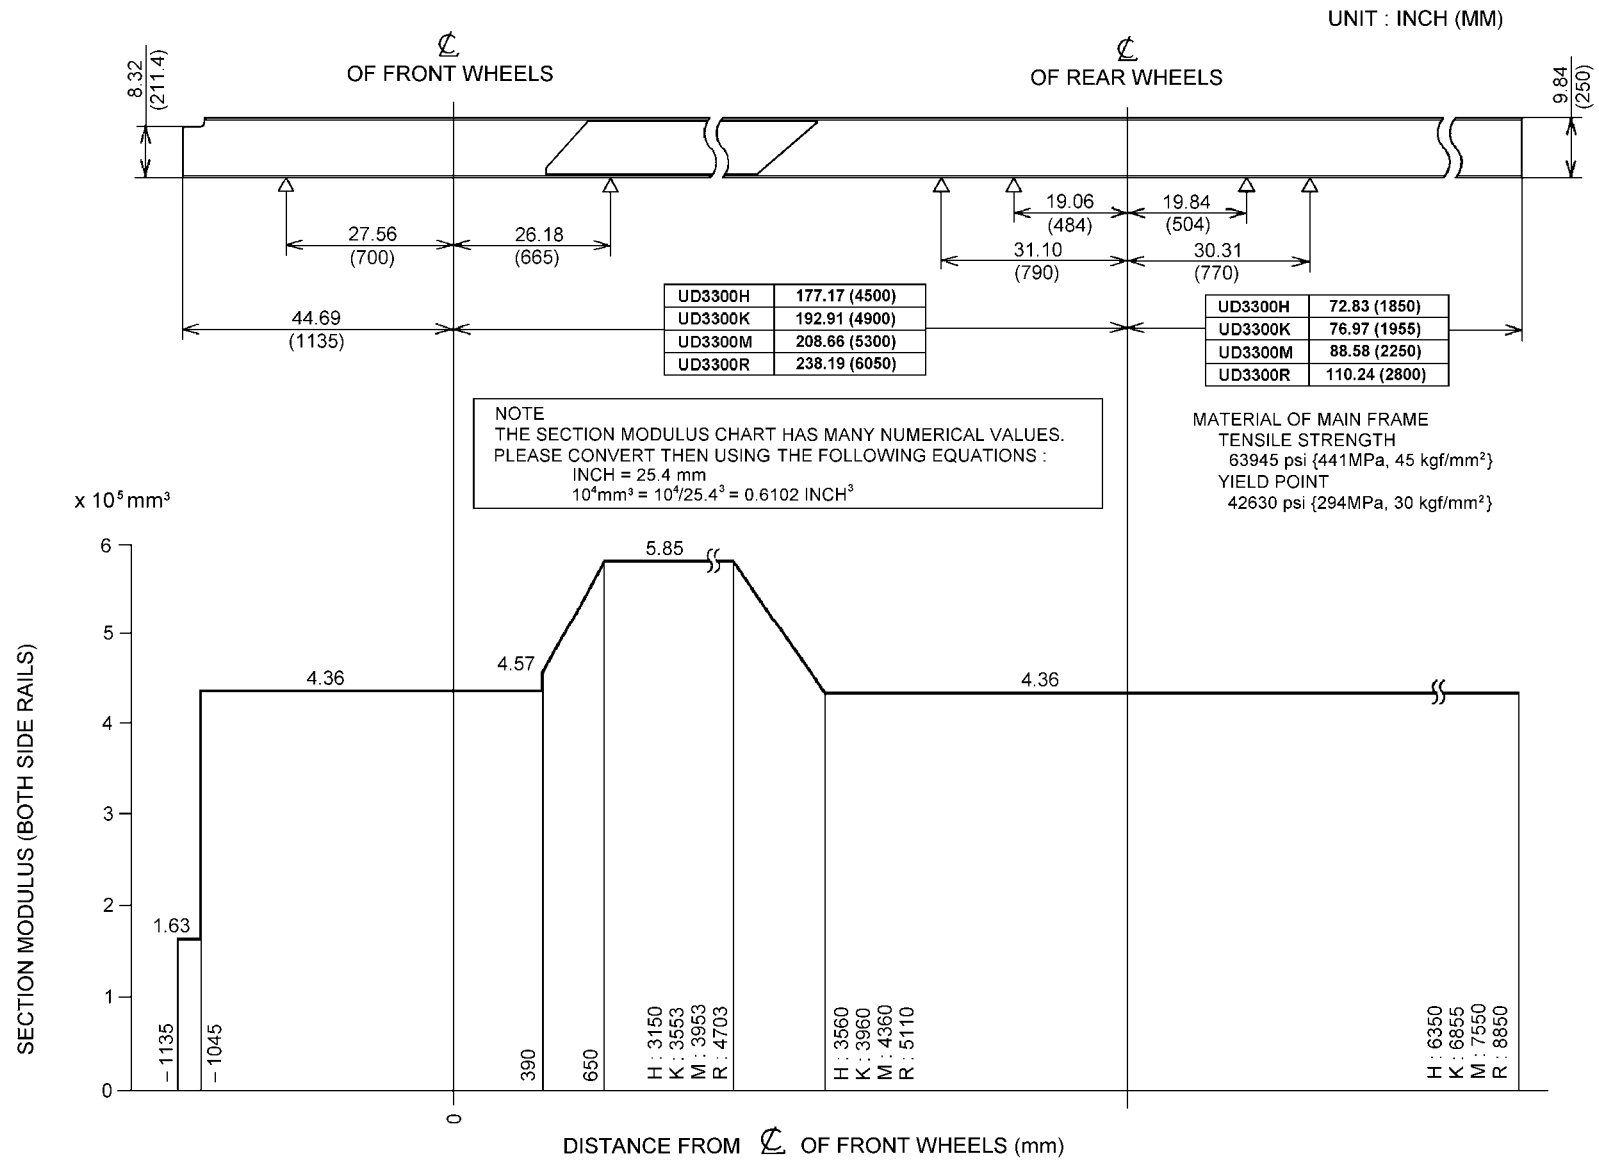 UNIT : INCH (MM)
℄
OF FRONT WHEELS
℄
OF REAR WHEELS
8.32
(211.4)
9.84
(250)
19.06
(484)
19.84
(504)
27.56
(700)
26.18
(665)
31.10
(790)
30.31
(770)
44.69
(1135)
UD3300H 177.17 (4500)
UD3300K 192.91 (4900)
UD3300M 208.66 (5300)
UD3300R 238.19 (6050)
UD3300H 72.83 (1850)
UD3300K 76.97 (1955)
UD3300M 88.58 (2250)
UD3300R 110.24 (2800)
NOTE
THE SECTION MODULUS CHART HAS MANY NUMERICAL VALUES.
PLEASE CONVERT THEN USING THE FOLLOWING EQUATIONS :
INCH = 25.4 mm
10⁴mm³ = 10⁴/25.4³ = 0.6102 INCH³
MATERIAL OF MAIN FRAME
TENSILE STRENGTH
63945 psi {441MPa, 45 kgf/mm²}
YIELD POINT
42630 psi {294MPa, 30 kgf/mm²}
x 10⁵ mm³
6
5
4
3
2
1
0
SECTION MODULUS (BOTH SIDE RAILS)
1.63
4.36
4.57
5.85
4.36
– 1135
– 1045
390
650
H : 3150
K : 3553
M : 3953
R : 4703
H : 3560
K : 3960
M : 4360
R : 5110
H : 6350
K : 6855
M : 7550
R : 8850
0
DISTANCE FROM ℄ OF FRONT WHEELS (mm)